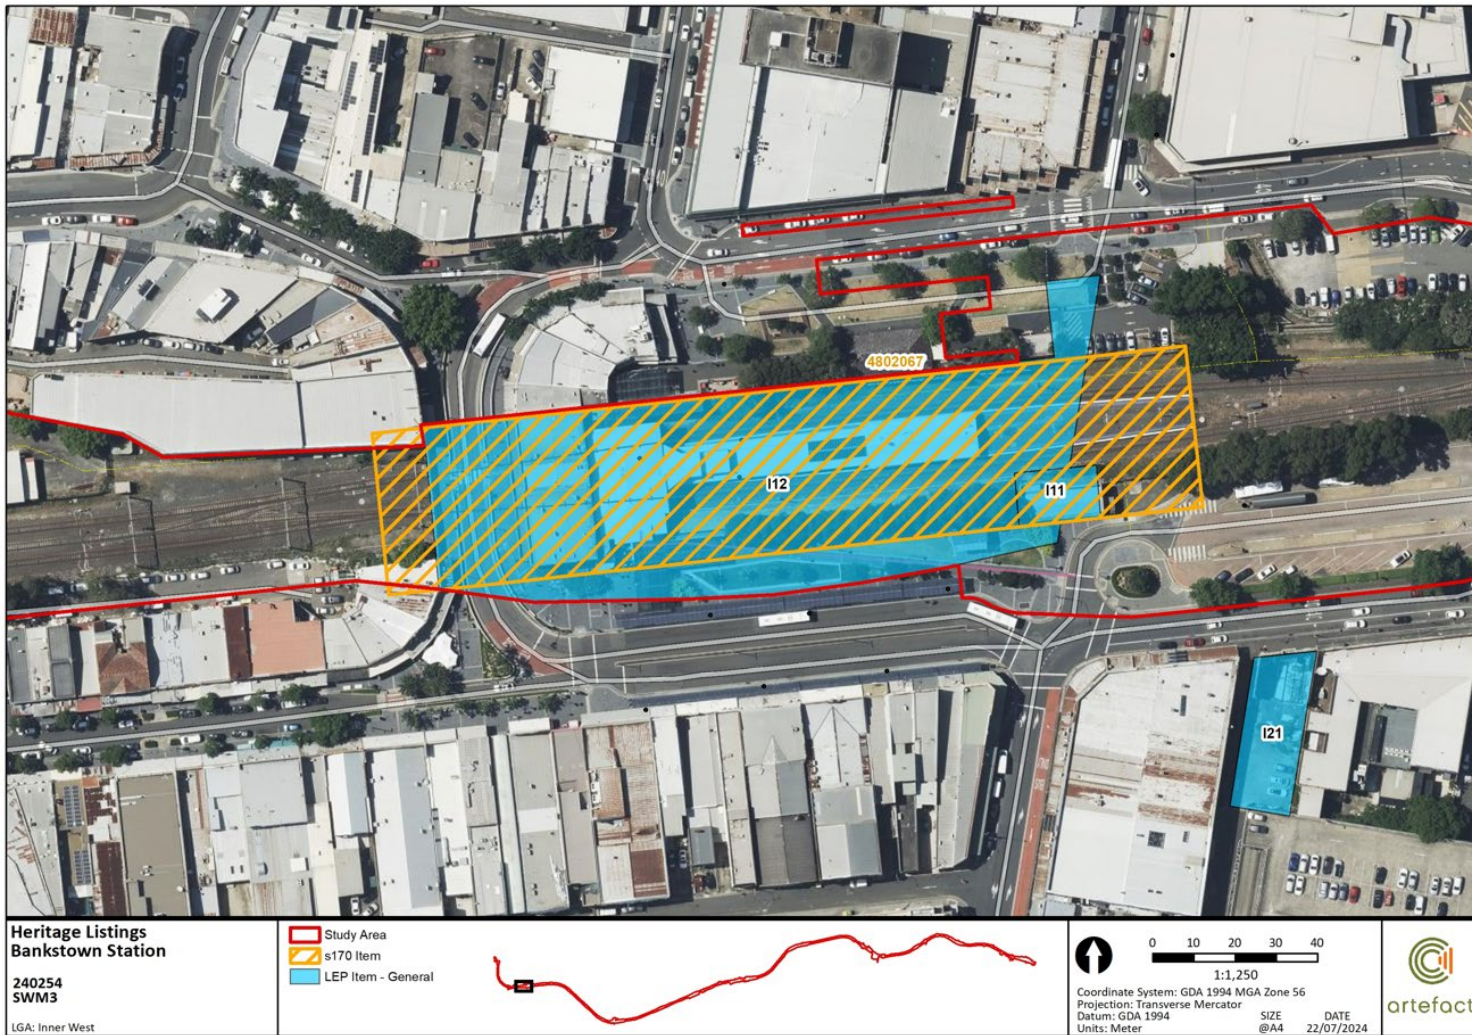 4802067
I12
I11
I21
Heritage Listings
Bankstown Station
240254
SWM3
LGA: Inner West
Study Area
s170 Item
LEP Item - General
0 10 20 30 40
1:1,250
Coordinate System: GDA 1994 MGA Zone 56
Projection: Transverse Mercator
Datum: GDA 1994
Units: Meter
SIZE
@A4
DATE
22/07/2024
artefact